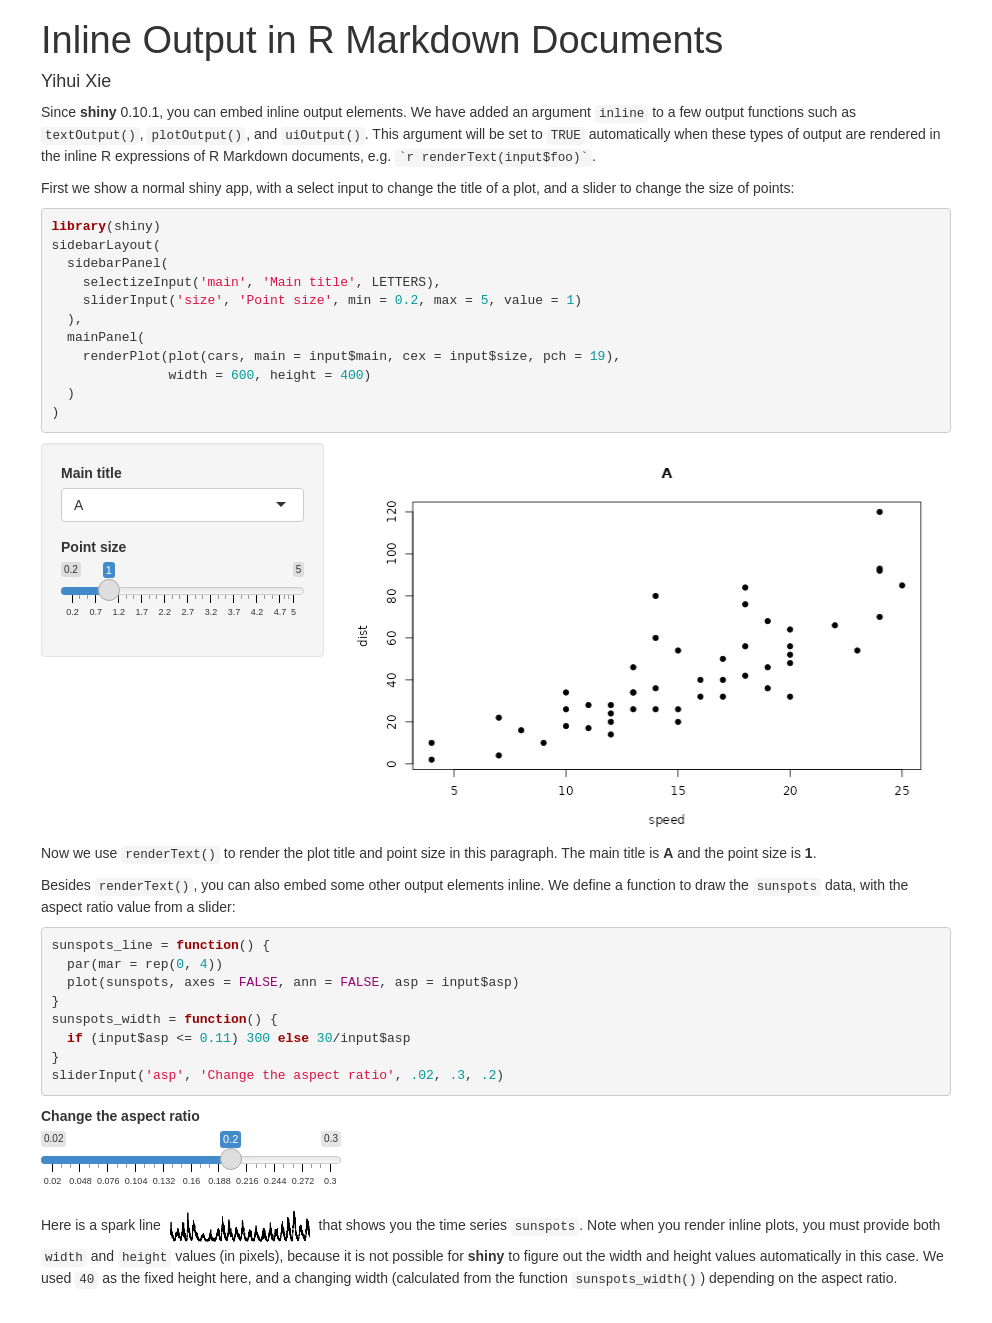 Inline Output in R Markdown Documents
Yihui Xie
Since shiny 0.10.1, you can embed inline output elements. We have added an argument inline to a few output functions such as
textOutput(), plotOutput(), and uiOutput(). This argument will be set to TRUE automatically when these types of output are rendered in
the inline R expressions of R Markdown documents, e.g. `r renderText(input$foo)`.
First we show a normal shiny app, with a select input to change the title of a plot, and a slider to change the size of points:
library(shiny)
sidebarLayout(
  sidebarPanel(
    selectizeInput('main', 'Main title', LETTERS),
    sliderInput('size', 'Point size', min = 0.2, max = 5, value = 1)
  ),
  mainPanel(
    renderPlot(plot(cars, main = input$main, cex = input$size, pch = 19),
               width = 600, height = 400)
  )
)
Main title
A
Point size
0.2 1 5
0.2 0.7 1.2 1.7 2.2 2.7 3.2 3.7 4.2 4.7 5
A
dist
120
100
80
60
40
20
0
5 10 15 20 25
speed
Now we use renderText() to render the plot title and point size in this paragraph. The main title is A and the point size is 1.
Besides renderText(), you can also embed some other output elements inline. We define a function to draw the sunspots data, with the
aspect ratio value from a slider:
sunspots_line = function() {
  par(mar = rep(0, 4))
  plot(sunspots, axes = FALSE, ann = FALSE, asp = input$asp)
}
sunspots_width = function() {
  if (input$asp <= 0.11) 300 else 30/input$asp
}
sliderInput('asp', 'Change the aspect ratio', .02, .3, .2)
Change the aspect ratio
0.02 0.2 0.3
0.02 0.048 0.076 0.104 0.132 0.16 0.188 0.216 0.244 0.272 0.3
Here is a spark line that shows you the time series sunspots. Note when you render inline plots, you must provide both
width and height values (in pixels), because it is not possible for shiny to figure out the width and height values automatically in this case. We
used 40 as the fixed height here, and a changing width (calculated from the function sunspots_width()) depending on the aspect ratio.